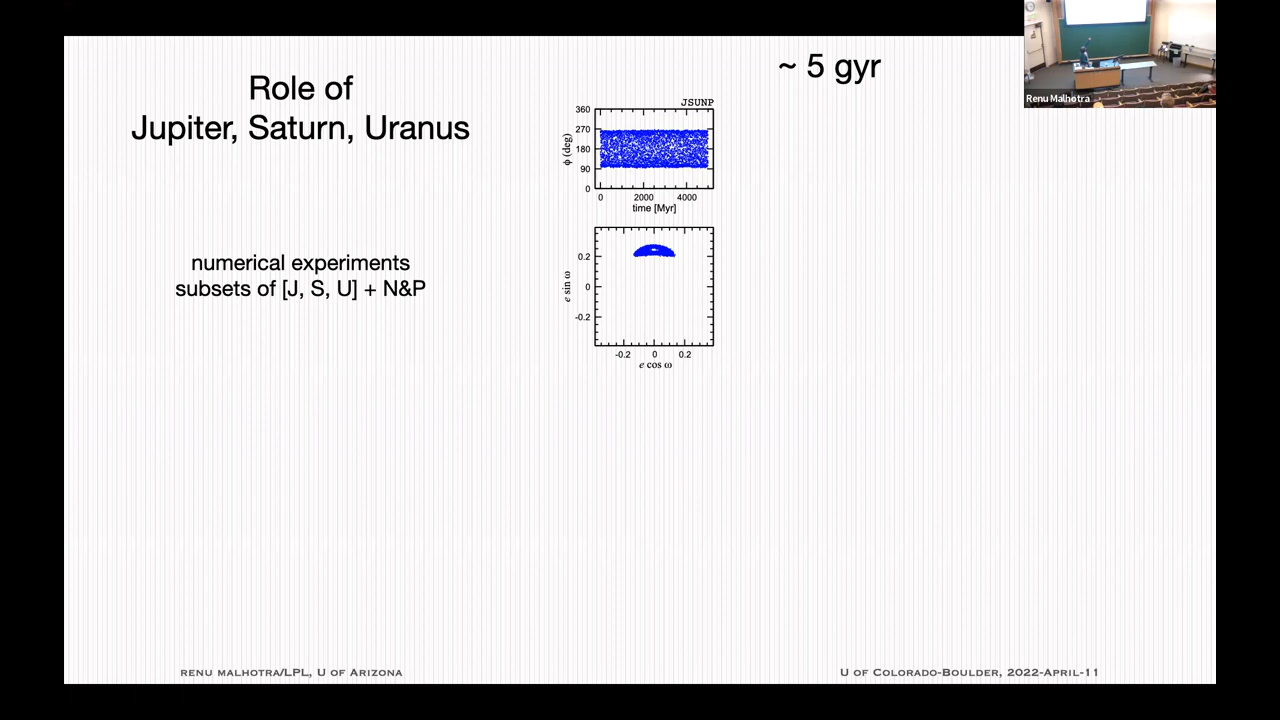 Role of
Jupiter, Saturn, Uranus
numerical experiments
subsets of [J, S, U] + N&P
~ 5 gyr
JSUNP
360
270
180
90
0
ϕ (deg)
0 2000 4000
time [Myr]
0.2
0
-0.2
e sin ω
-0.2 0 0.2
e cos ω
Renu Malhotra
RENU MALHOTRA/LPL, U OF ARIZONA
U OF COLORADO-BOULDER, 2022-APRIL-11